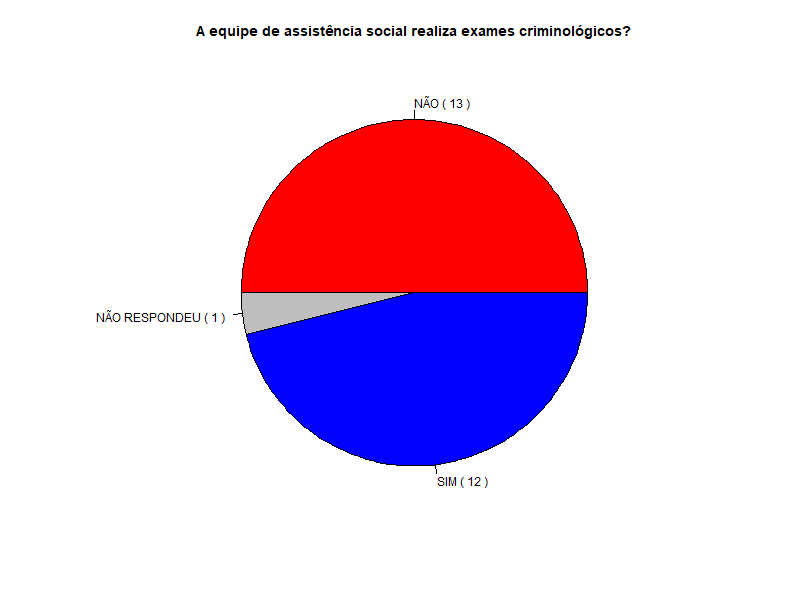 A equipe de assistência social realiza exames criminológicos?
NÃO ( 13 )
NÃO RESPONDEU ( 1 )
SIM ( 12 )